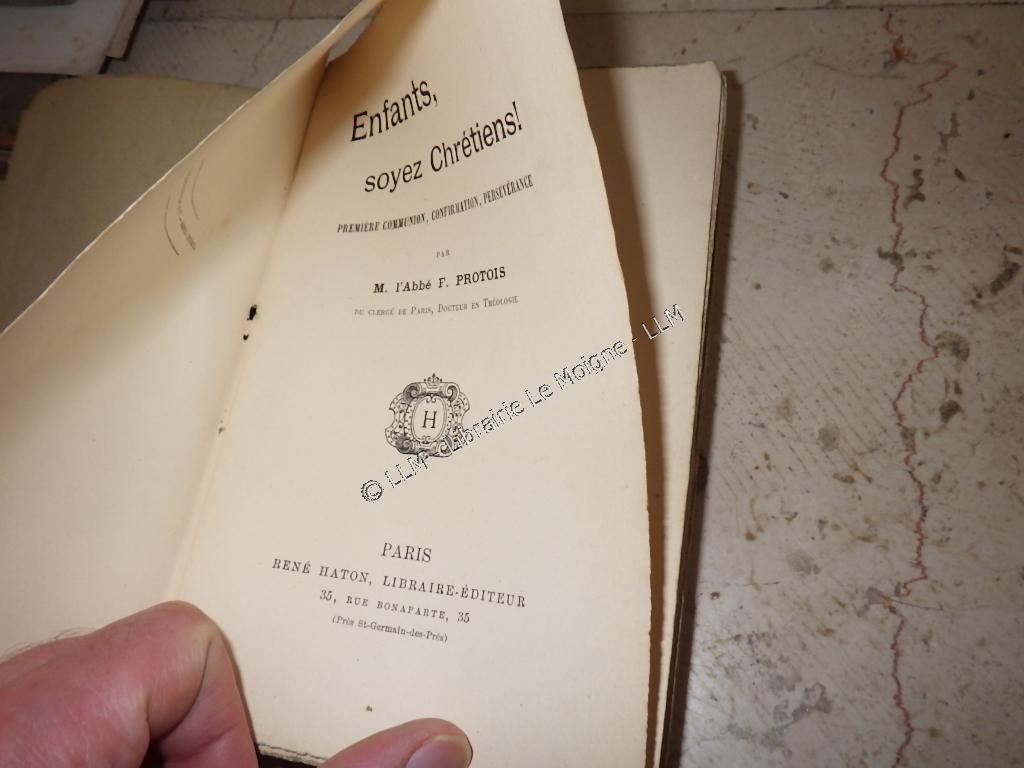 Enfants,
soyez Chrétiens!
PREMIÈRE COMMUNION, CONFIRMATION, PERSÉVÉRANCE
PAR
M. l'Abbé F. PROTOIS
DU CLERGÉ DE PARIS, DOCTEUR EN THÉOLOGIE
H
© LLM - Librairie Le Moigne - LLM
PARIS
RENÉ HATON, LIBRAIRE-ÉDITEUR
35, RUE BONAPARTE, 35
(Près St-Germain-des-Prés)